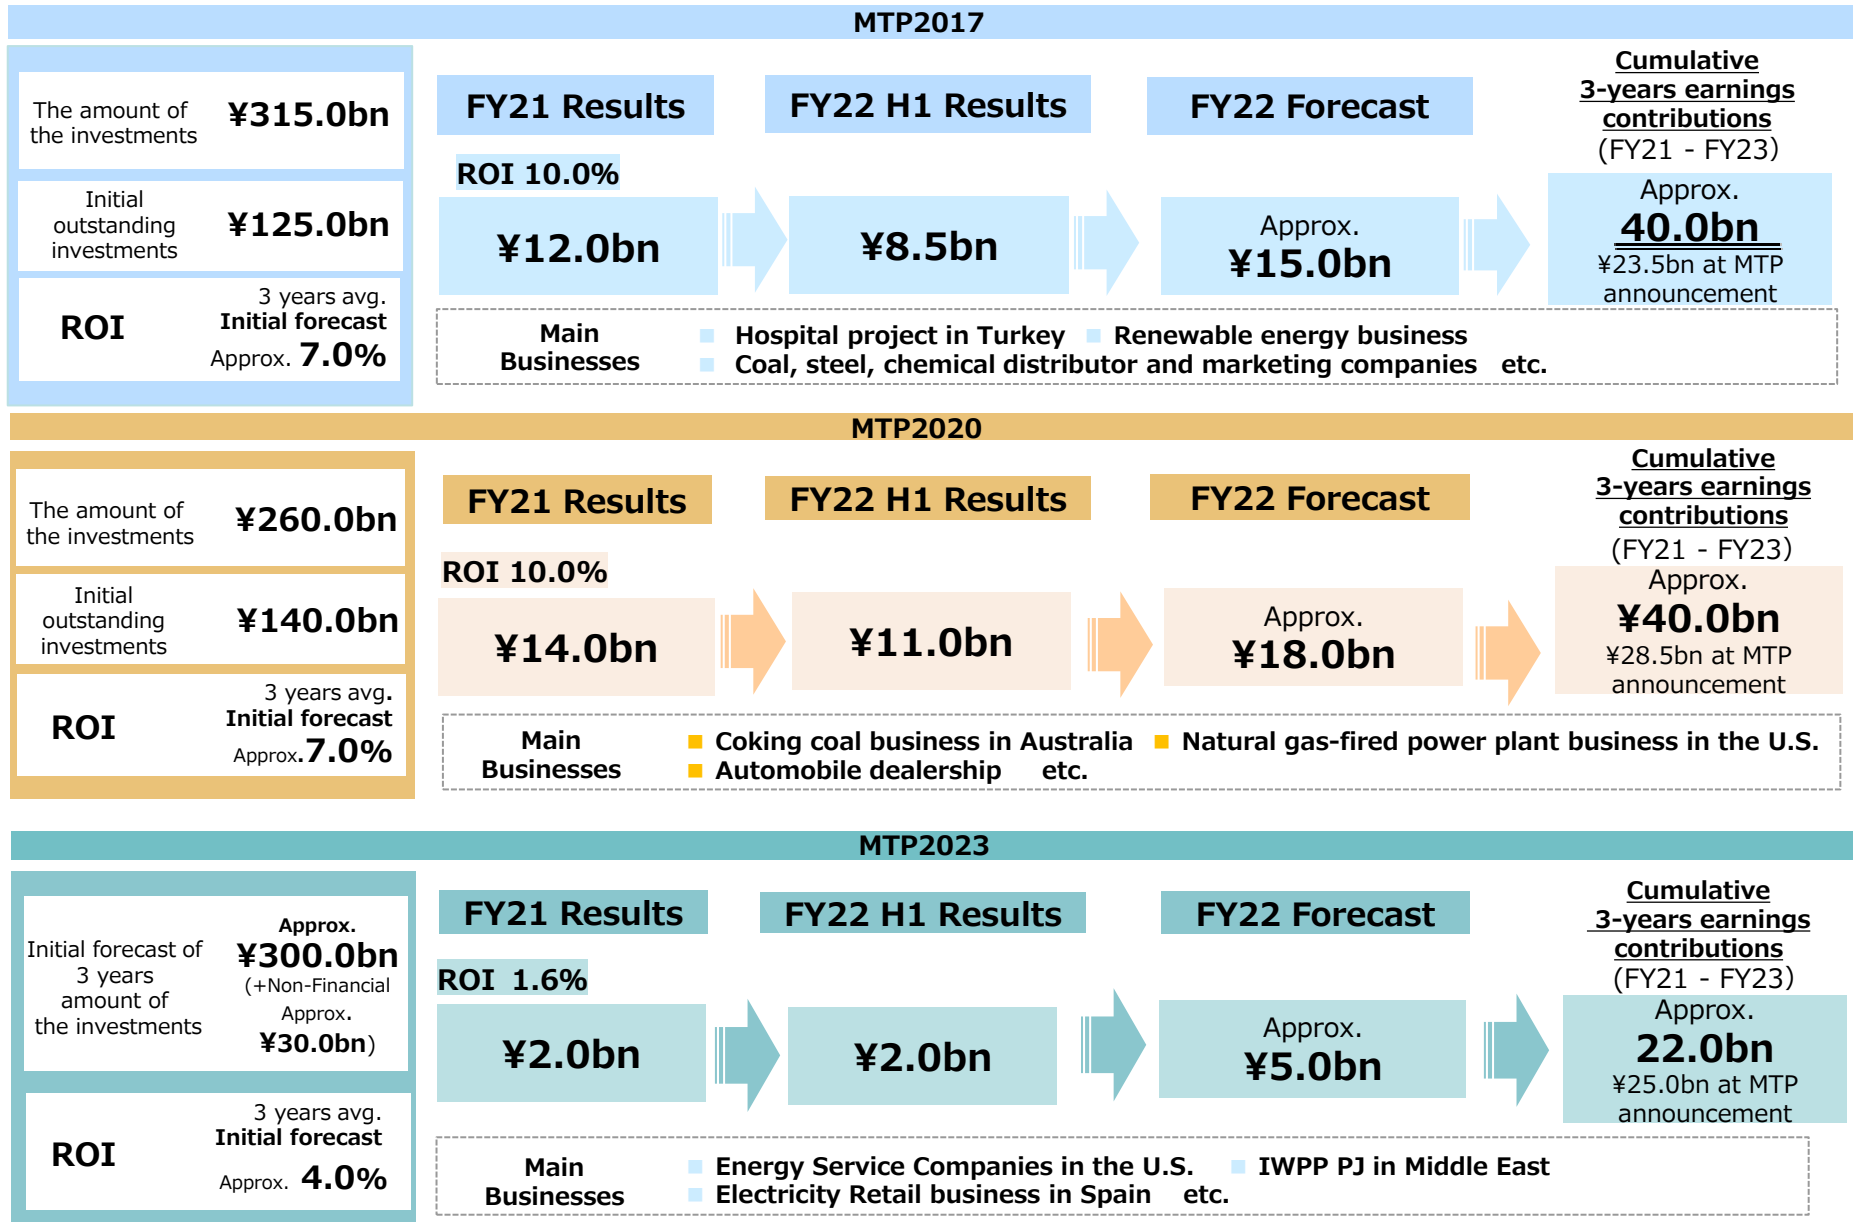 MTP2017
The amount of
the investments
¥315.0bn
Initial
outstanding
investments
¥125.0bn
ROI
3 years avg.
Initial forecast
Approx. 7.0%
FY21 Results
FY22 H1 Results
FY22 Forecast
Cumulative
3-years earnings
contributions
(FY21 - FY23)
ROI 10.0%
¥12.0bn
¥8.5bn
Approx.
¥15.0bn
Approx.
40.0bn
¥23.5bn at MTP
announcement
Main
Businesses
Hospital project in Turkey
Renewable energy business
Coal, steel, chemical distributor and marketing companies etc.
MTP2020
The amount of
the investments
¥260.0bn
Initial
outstanding
investments
¥140.0bn
ROI
3 years avg.
Initial forecast
Approx. 7.0%
FY21 Results
FY22 H1 Results
FY22 Forecast
Cumulative
3-years earnings
contributions
(FY21 - FY23)
ROI 10.0%
¥14.0bn
¥11.0bn
Approx.
¥18.0bn
Approx.
¥40.0bn
¥28.5bn at MTP
announcement
Main
Businesses
Coking coal business in Australia
Natural gas-fired power plant business in the U.S.
Automobile dealership etc.
MTP2023
Initial forecast of
3 years
amount of
the investments
Approx.
¥300.0bn
(+Non-Financial
Approx.
¥30.0bn)
ROI
3 years avg.
Initial forecast
Approx. 4.0%
FY21 Results
FY22 H1 Results
FY22 Forecast
Cumulative
3-years earnings
contributions
(FY21 - FY23)
ROI 1.6%
¥2.0bn
¥2.0bn
Approx.
¥5.0bn
Approx.
22.0bn
¥25.0bn at MTP
announcement
Main
Businesses
Energy Service Companies in the U.S.
IWPP PJ in Middle East
Electricity Retail business in Spain etc.